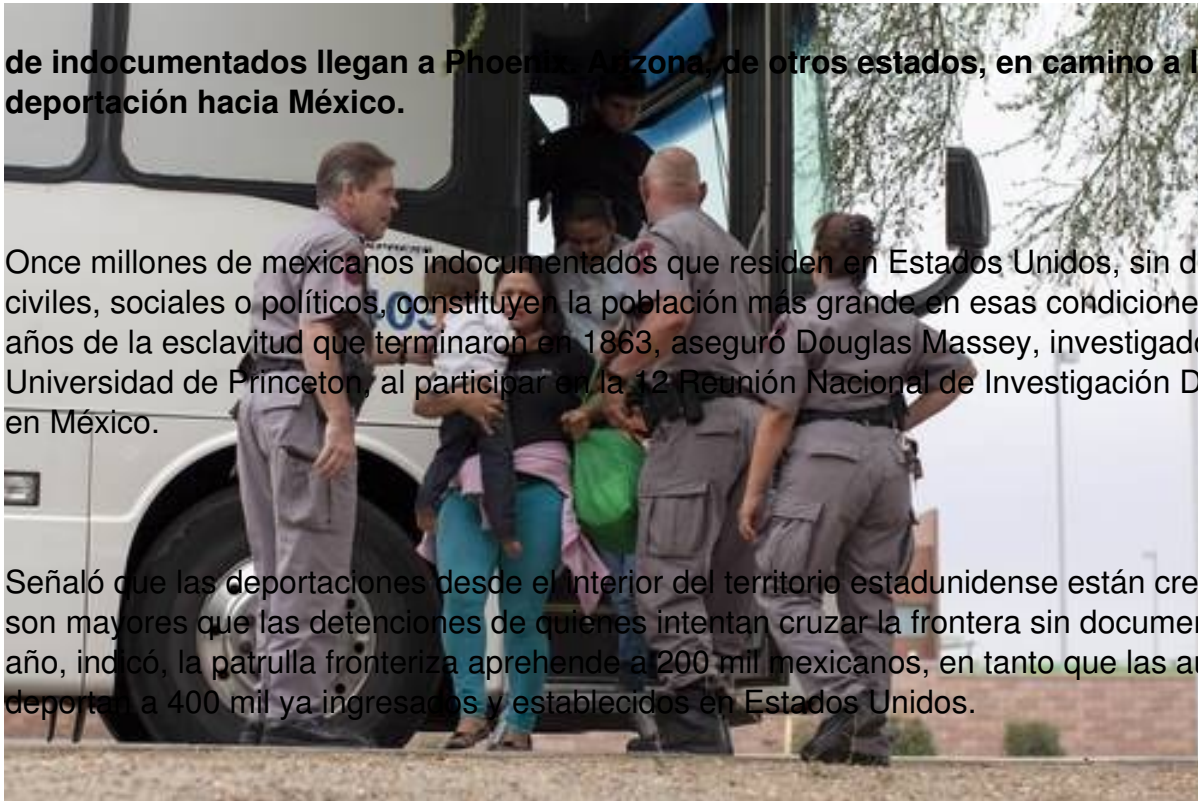 de indocumentados llegan a Phoenix, Arizona, de otros estados, en camino a l
deportación hacia México.
Once millones de mexicanos indocumentados que residen en Estados Unidos, sin d
civiles, sociales o políticos, constituyen la población más grande en esas condicione
años de la esclavitud que terminaron en 1863, aseguró Douglas Massey, investigado
Universidad de Princeton, al participar en la 12 Reunión Nacional de Investigación D
en México.
Señaló que las deportaciones desde el interior del territorio estadunidense están cre
son mayores que las detenciones de quienes intentan cruzar la frontera sin documen
año, indicó, la patrulla fronteriza aprehende a 200 mil mexicanos, en tanto que las au
deportan a 400 mil ya ingresados y establecidos en Estados Unidos.